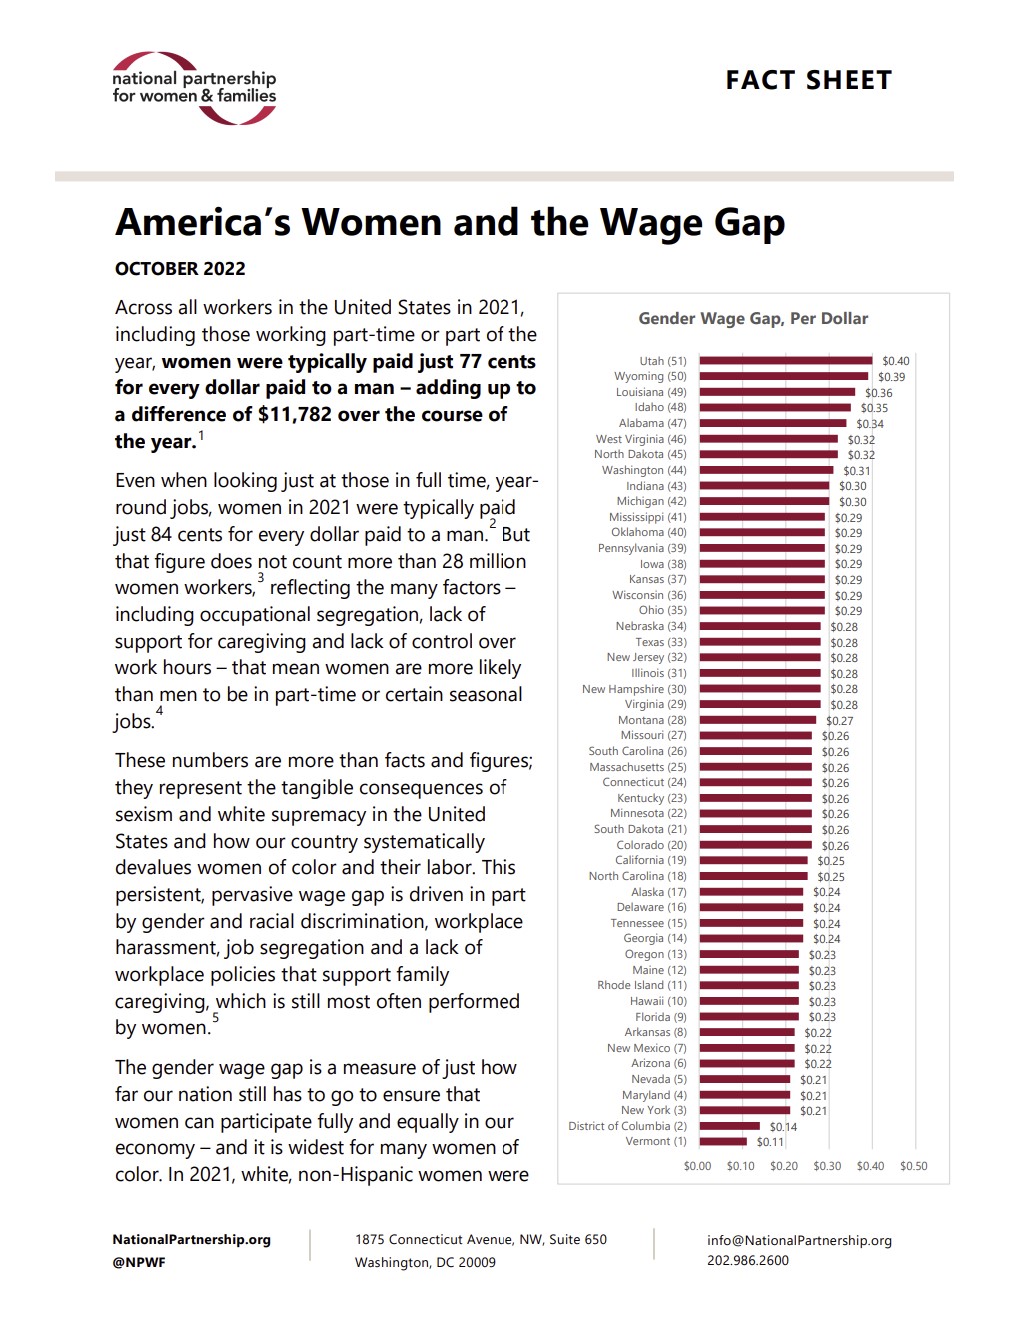 national partnership
for women & families
FACT SHEET
America's Women and the Wage Gap
OCTOBER 2022
Across all workers in the United States in 2021,
including those working part-time or part of the
year, women were typically paid just 77 cents
for every dollar paid to a man – adding up to
a difference of $11,782 over the course of
the year.1
Even when looking just at those in full time, year-
round jobs, women in 2021 were typically paid
just 84 cents for every dollar paid to a man.2 But
that figure does not count more than 28 million
women workers,3 reflecting the many factors –
including occupational segregation, lack of
support for caregiving and lack of control over
work hours – that mean women are more likely
than men to be in part-time or certain seasonal
jobs.4
These numbers are more than facts and figures;
they represent the tangible consequences of
sexism and white supremacy in the United
States and how our country systematically
devalues women of color and their labor. This
persistent, pervasive wage gap is driven in part
by gender and racial discrimination, workplace
harassment, job segregation and a lack of
workplace policies that support family
caregiving, which is still most often performed
by women.5
The gender wage gap is a measure of just how
far our nation still has to go to ensure that
women can participate fully and equally in our
economy – and it is widest for many women of
color. In 2021, white, non-Hispanic women were
Gender Wage Gap, Per Dollar
Utah (51) $0.40
Wyoming (50) $0.39
Louisiana (49) $0.36
Idaho (48) $0.35
Alabama (47) $0.34
West Virginia (46) $0.32
North Dakota (45) $0.32
Washington (44) $0.31
Indiana (43) $0.30
Michigan (42) $0.30
Mississippi (41) $0.29
Oklahoma (40) $0.29
Pennsylvania (39) $0.29
Iowa (38) $0.29
Kansas (37) $0.29
Wisconsin (36) $0.29
Ohio (35) $0.29
Nebraska (34) $0.28
Texas (33) $0.28
New Jersey (32) $0.28
Illinois (31) $0.28
New Hampshire (30) $0.28
Virginia (29) $0.28
Montana (28) $0.27
Missouri (27) $0.26
South Carolina (26) $0.26
Massachusetts (25) $0.26
Connecticut (24) $0.26
Kentucky (23) $0.26
Minnesota (22) $0.26
South Dakota (21) $0.26
Colorado (20) $0.26
California (19) $0.25
North Carolina (18) $0.25
Alaska (17) $0.24
Delaware (16) $0.24
Tennessee (15) $0.24
Georgia (14) $0.24
Oregon (13) $0.23
Maine (12) $0.23
Rhode Island (11) $0.23
Hawaii (10) $0.23
Florida (9) $0.23
Arkansas (8) $0.22
New Mexico (7) $0.22
Arizona (6) $0.22
Nevada (5) $0.21
Maryland (4) $0.21
New York (3) $0.21
District of Columbia (2) $0.14
Vermont (1) $0.11
$0.00 $0.10 $0.20 $0.30 $0.40 $0.50
NationalPartnership.org
@NPWF
1875 Connecticut Avenue, NW, Suite 650
Washington, DC 20009
info@NationalPartnership.org
202.986.2600